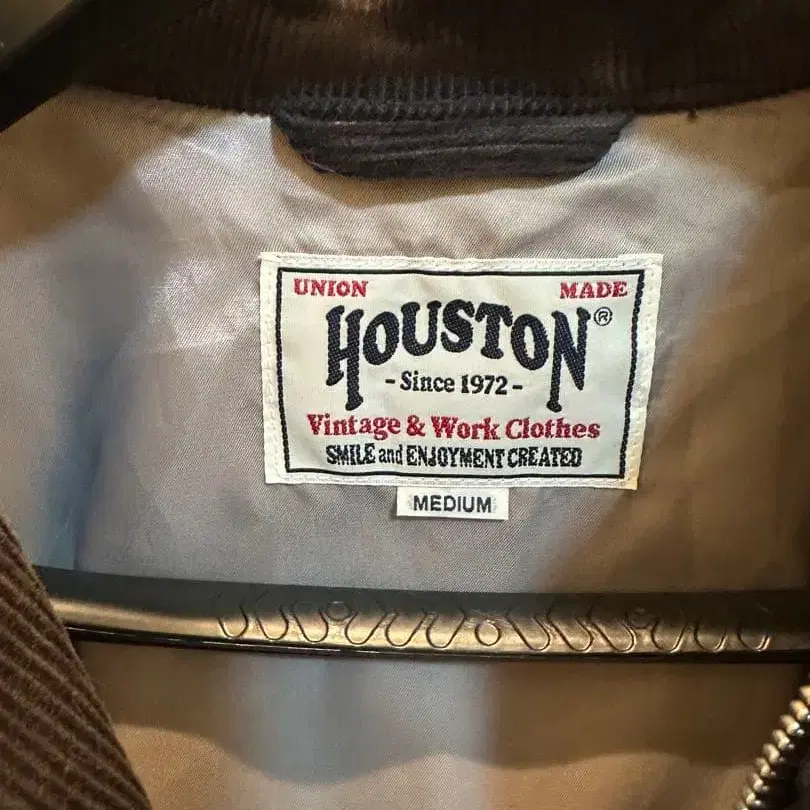 UNION MADE
HOUSTON®
- Since 1972 -
Vintage & Work Clothes
SMILE and ENJOYMENT CREATED
MEDIUM